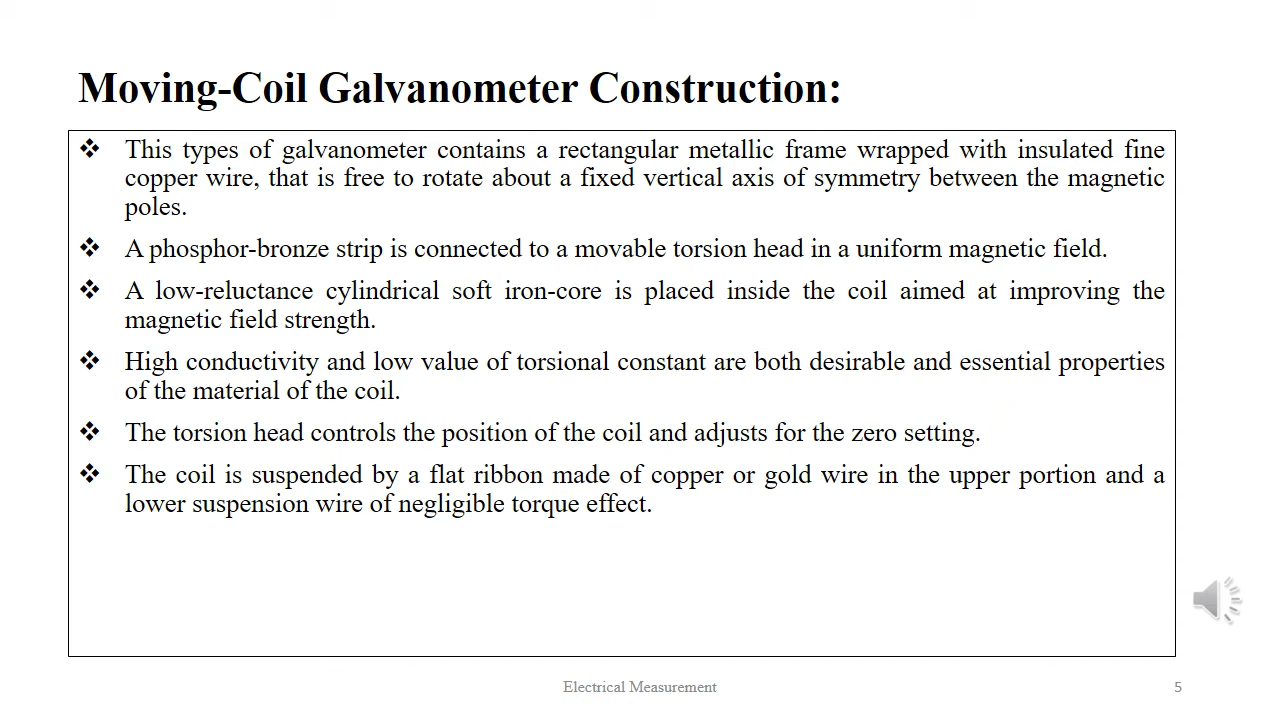 Moving-Coil Galvanometer Construction:
❖ This types of galvanometer contains a rectangular metallic frame wrapped with insulated fine
copper wire, that is free to rotate about a fixed vertical axis of symmetry between the magnetic
poles.
❖ A phosphor-bronze strip is connected to a movable torsion head in a uniform magnetic field.
❖ A low-reluctance cylindrical soft iron-core is placed inside the coil aimed at improving the
magnetic field strength.
❖ High conductivity and low value of torsional constant are both desirable and essential properties
of the material of the coil.
❖ The torsion head controls the position of the coil and adjusts for the zero setting.
❖ The coil is suspended by a flat ribbon made of copper or gold wire in the upper portion and a
lower suspension wire of negligible torque effect.
Electrical Measurement
5